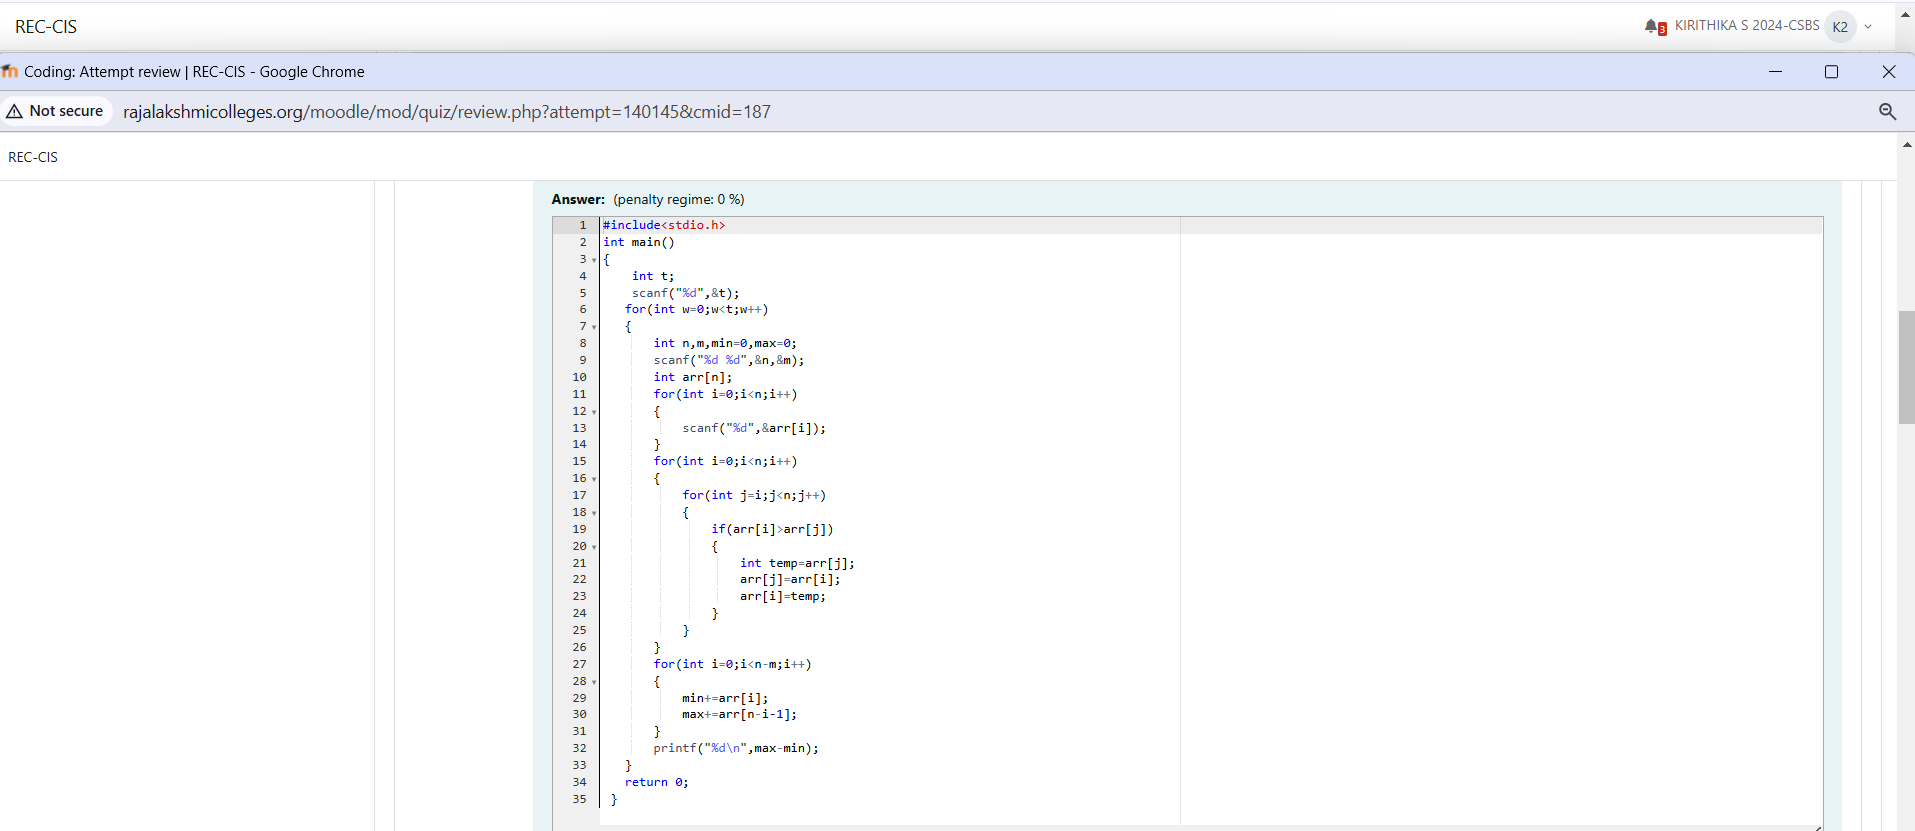 REC-CIS
3 KIRITHIKA S 2024-CSBS K2
Coding: Attempt review | REC-CIS - Google Chrome
Not secure rajalakshmicolleges.org/moodle/mod/quiz/review.php?attempt=140145&cmid=187
REC-CIS
Answer: (penalty regime: 0 %)
1 #include<stdio.h>
2 int main()
3 {
4 int t;
5 scanf("%d",&t);
6 for(int w=0;w<t;w++)
7 {
8 int n,m,min=0,max=0;
9 scanf("%d %d",&n,&m);
10 int arr[n];
11 for(int i=0;i<n;i++)
12 {
13 scanf("%d",&arr[i]);
14 }
15 for(int i=0;i<n;i++)
16 {
17 for(int j=i;j<n;j++)
18 {
19 if(arr[i]>arr[j])
20 {
21 int temp=arr[j];
22 arr[j]=arr[i];
23 arr[i]=temp;
24 }
25 }
26 }
27 for(int i=0;i<n-m;i++)
28 {
29 min+=arr[i];
30 max+=arr[n-i-1];
31 }
32 printf("%d\n",max-min);
33 }
34 return 0;
35 }